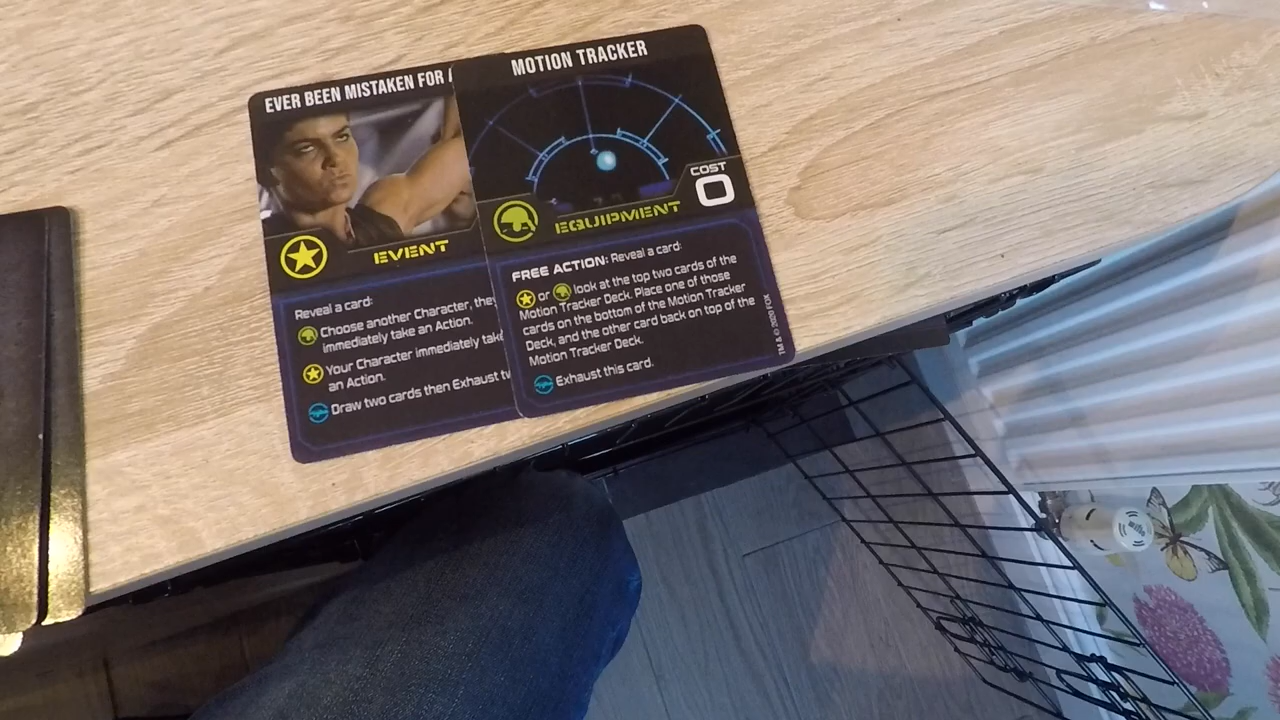 EVER BEEN MISTAKEN FOR
EVENT
Reveal a card:
Choose another Character, they
immediately take an Action.
Your Character immediately
an Action.
Draw two cards then Exhaust
MOTION TRACKER
COST
0
EQUIPMENT
FREE ACTION: Reveal a card:
or look at the top two cards of the
Motion Tracker Deck. Place one of those
cards on the bottom of the Motion Tracker
Deck, and the other card back on top of the
Motion Tracker Deck.
Exhaust this card.
TM & © 2020 FOX